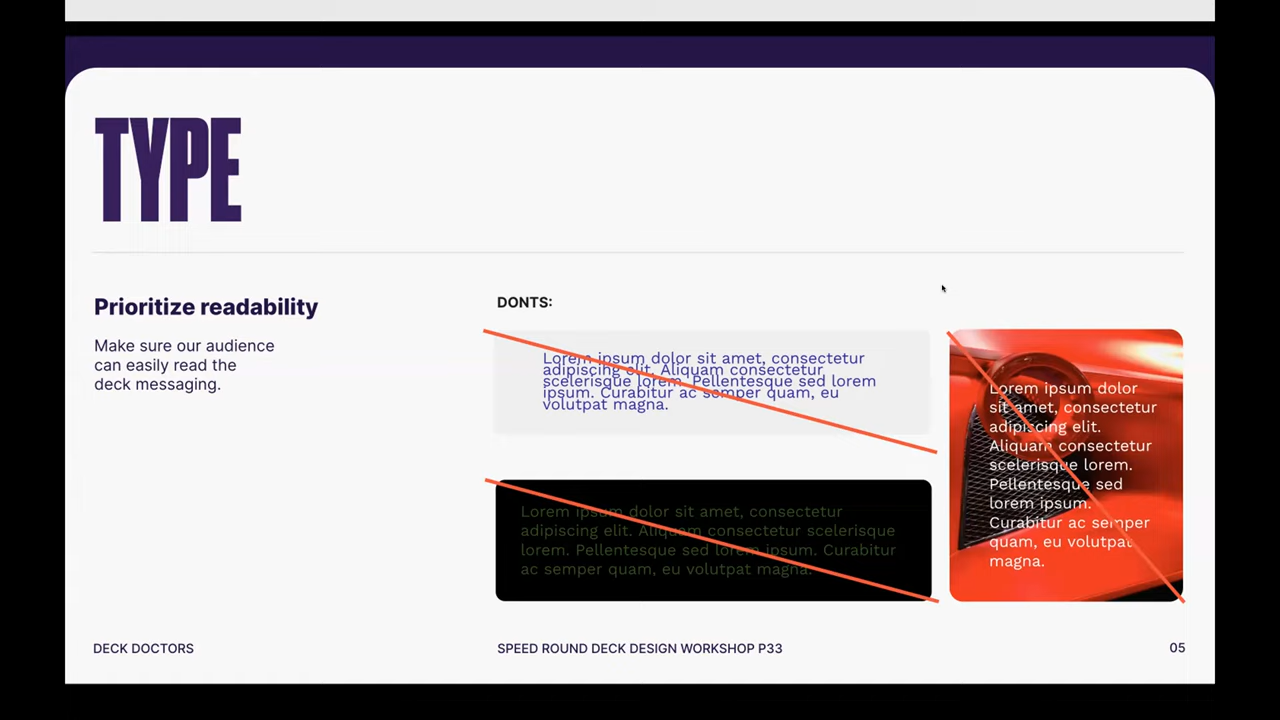 TYPE
Prioritize readability
Make sure our audience
can easily read the
deck messaging.
DONTS:
Lorem ipsum dolor sit amet, consectetur
adipiscing elit. Aliquam consectetur
scelerisque lorem. Pellentesque sed lorem
ipsum. Curabitur ac semper quam, eu
volutpat magna.
Lorem ipsum dolor sit amet, consectetur
adipiscing elit. Aliquam consectetur scelerisque
lorem. Pellentesque sed lorem ipsum. Curabitur
ac semper quam, eu volutpat magna.
Lorem ipsum dolor
sit amet, consectetur
adipiscing elit.
Aliquam consectetur
scelerisque lorem.
Pellentesque sed
lorem ipsum.
Curabitur ac semper
quam, eu volutpat
magna.
DECK DOCTORS
SPEED ROUND DECK DESIGN WORKSHOP P33
05